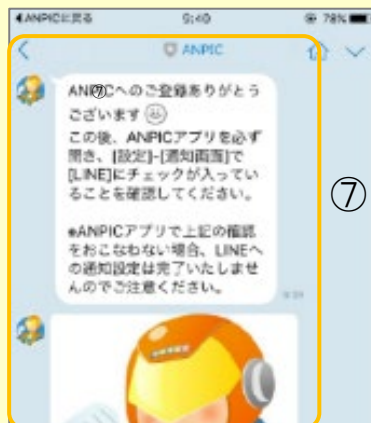 ◀ANPICに戻る 9:40 78%
ANPIC
ANPICへのご登録ありがとう
ございます
この後、ANPICアプリを必ず
開き、[設定]-[通知画面]で
[LINE]にチェックが入ってい
ることを確認してください。
※ANPICアプリで上記の確認
をおこなわない場合、LINEへ
の通知設定は完了いたしませ
んのでご注意ください。
⑦
⑦